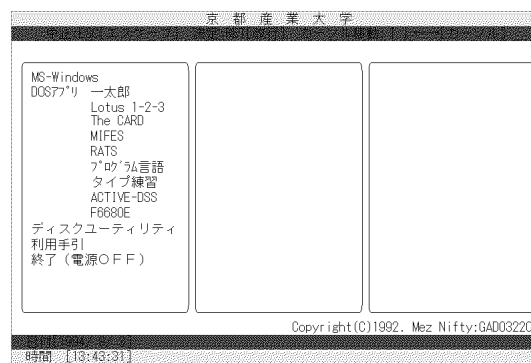 京都産業大学
MS-Windows
DOSアプリ 一太郎
Lotus 1-2-3
The CARD
MIFES
RATS
プログラム言語
タイプ練習
ACTIVE-DSS
F6680E
ディスクユーティリティ
利用手引
終了(電源OFF)
Copyright(C)1992. Mez Nifty:GAD03220
時間 [13:43:31]